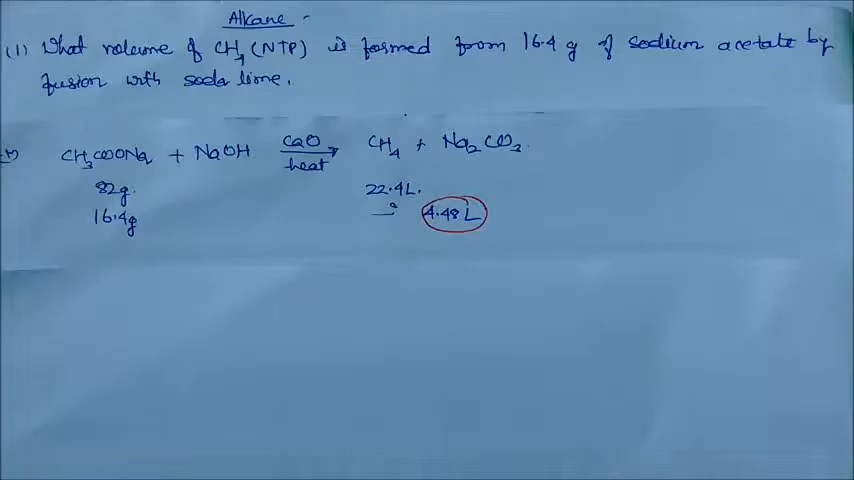 Alkane -
(1) What volume of CH4 (NTP) is formed from 16.4 g of sodium acetate by
fusion with soda lime.
CH3COONa + NaOH CaO heat → CH4 + Na2CO3.
82g. 22.4L.
16.4g —? 4.48 L